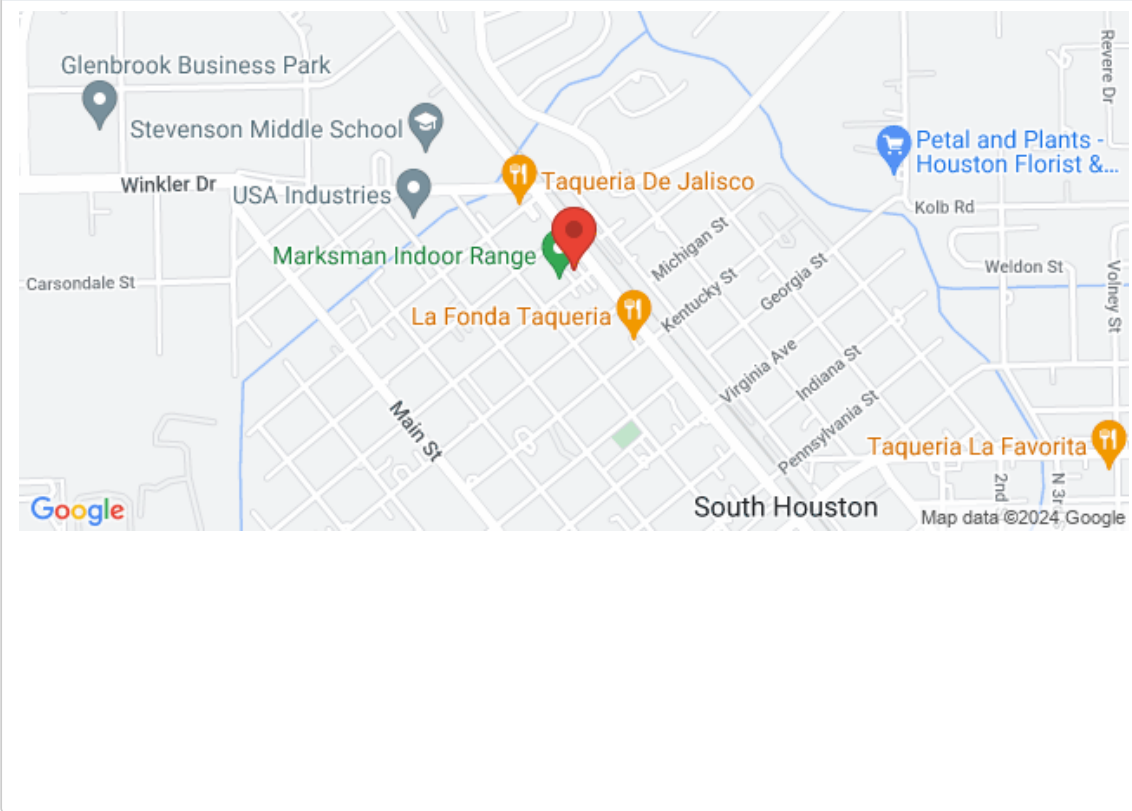 Glenbrook Business Park
Revere Dr
Stevenson Middle School
Petal and Plants -
Houston Florist &...
Winkler Dr
USA Industries
Taqueria De Jalisco
Kolb Rd
Michigan St
Marksman Indoor Range
Carsondale St
Georgia St
Weldon St
Volney St
Kentucky St
La Fonda Taqueria
Virginia Ave
Indiana St
Main St
Pennsylvania St
Taqueria La Favorita
South Houston
2nd
N 3rd
Google
Map data ©2024 Google